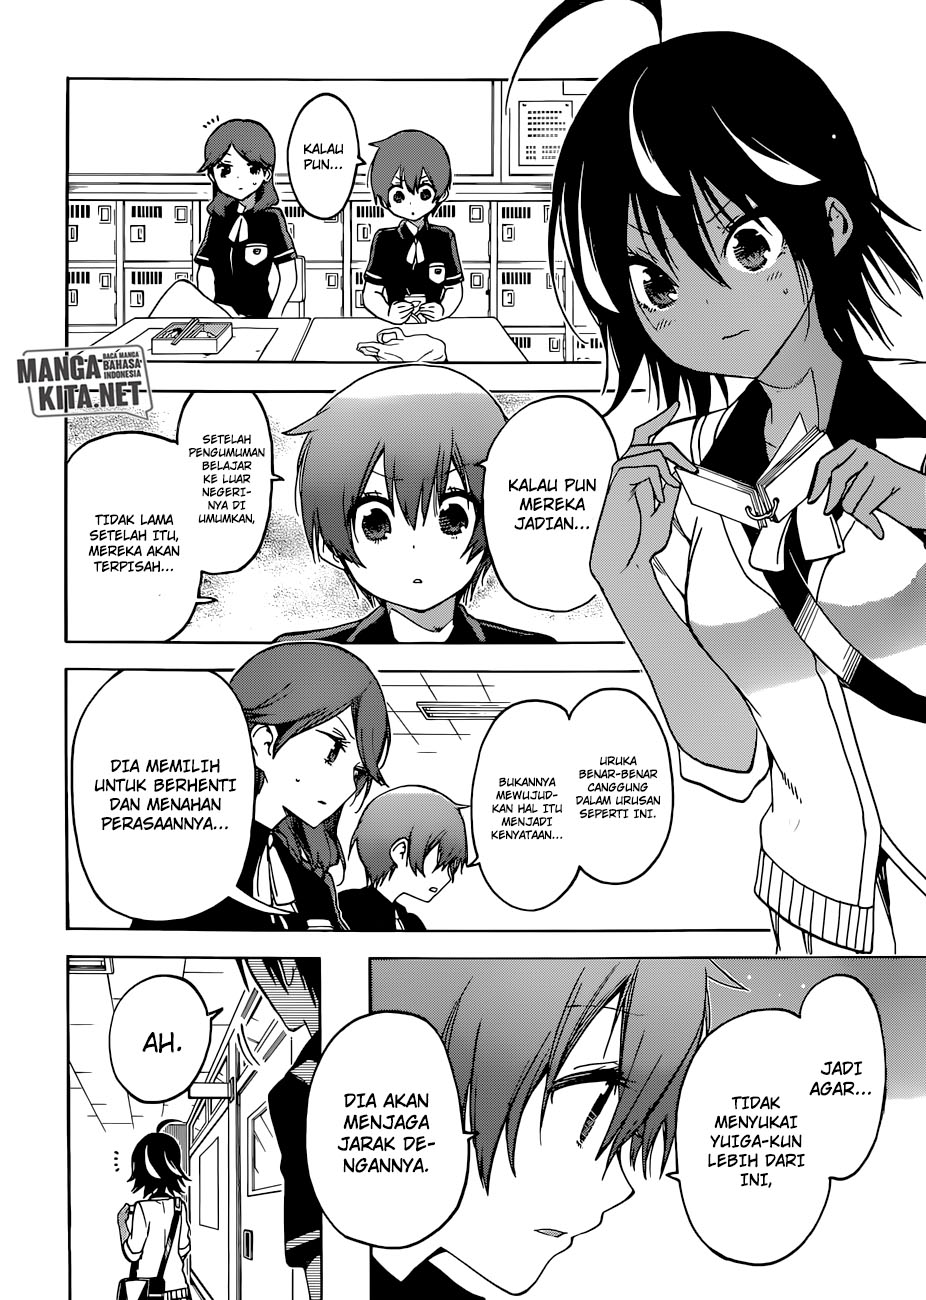 KALAU
PUN...
KALAU PUN
MEREKA
JADIAN...
SETELAH
PENGUMUMAN
BELAJAR
KE LUAR
NEGERI-
NYA DI
UMUMKAN,
TIDAK LAMA
SETELAH ITU,
MEREKA AKAN
TERPISAH...
MANGA
KITA.NET
BACA MANGA
BAHASA
INDONESIA
URUKA
BENAR-BENAR
CANGGUNG
DALAM URUSAN
SEPERTI INI.
BUKANNYA
MEWUJUD-
KAN HAL ITU
MENJADI
KENYATAAN...
DIA MEMILIH
UNTUK BERHENTI
DAN MENAHAN
PERASAANNYA...
JADI
AGAR...
TIDAK
MENYUKAI
YUIGA-KUN
LEBIH DARI
INI,
DIA AKAN
MENJAGA
JARAK DE-
NGANNYA.
AH.